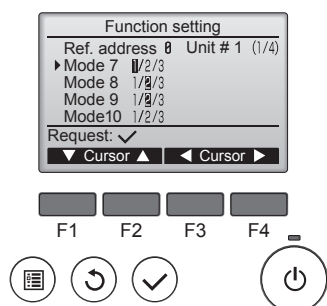 Function setting
Ref. address 0 Unit # 1 (1/4)
Mode 7 1/2/3
Mode 8 1/2/3
Mode 9 1/2/3
Mode10 1/2/3
Request: ✓
▼ Cursor ▲ ◀ Cursor ▶
F1 F2 F3 F4